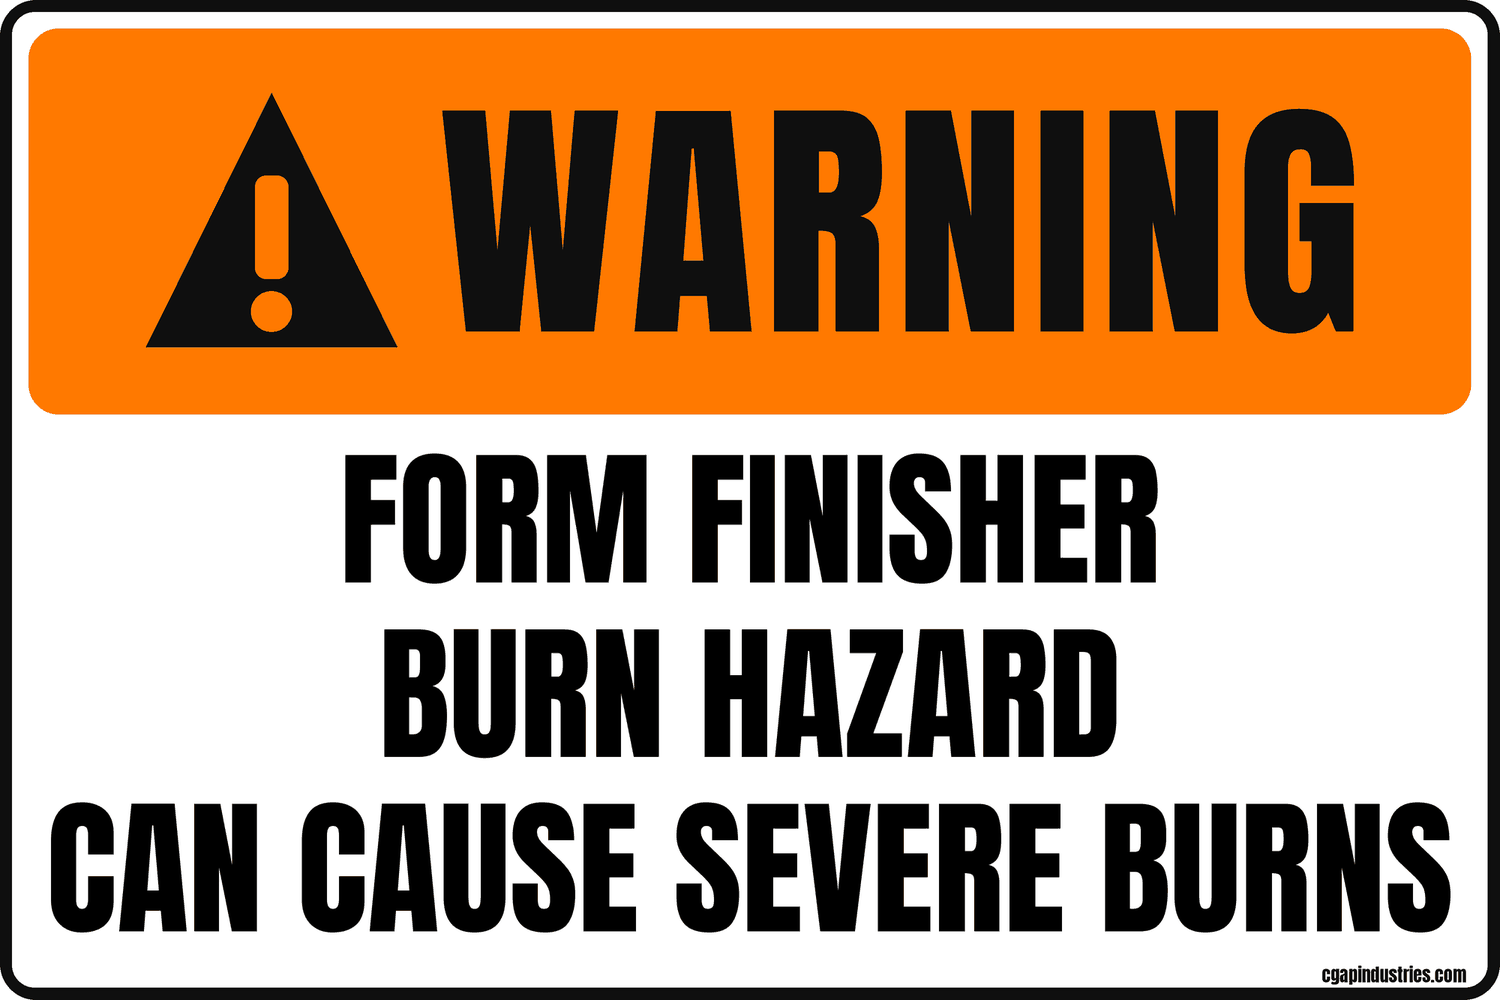 WARNING
FORM FINISHER
BURN HAZARD
CAN CAUSE SEVERE BURNS
cgapindustries.com